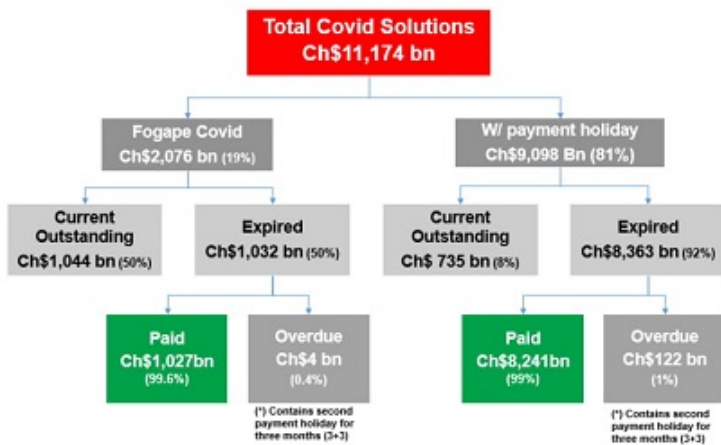 Total Covid Solutions
Ch$11,174 bn
Fogape Covid
Ch$2,076 bn (19%)
W/ payment holiday
Ch$9,098 Bn (81%)
Current
Outstanding
Ch$1,044 bn (50%)
Expired
Ch$1,032 bn (50%)
Current
Outstanding
Ch$ 735 bn (8%)
Expired
Ch$8,363 bn (92%)
Paid
Ch$1,027bn
(99.6%)
Overdue
Ch$4 bn
(0.4%)
Paid
Ch$8,241bn
(99%)
Overdue
Ch$122 bn
(1%)
(*) Contains second
payment holiday for
three months (3+3)
(*) Contains second
payment holiday for
three months (3+3)